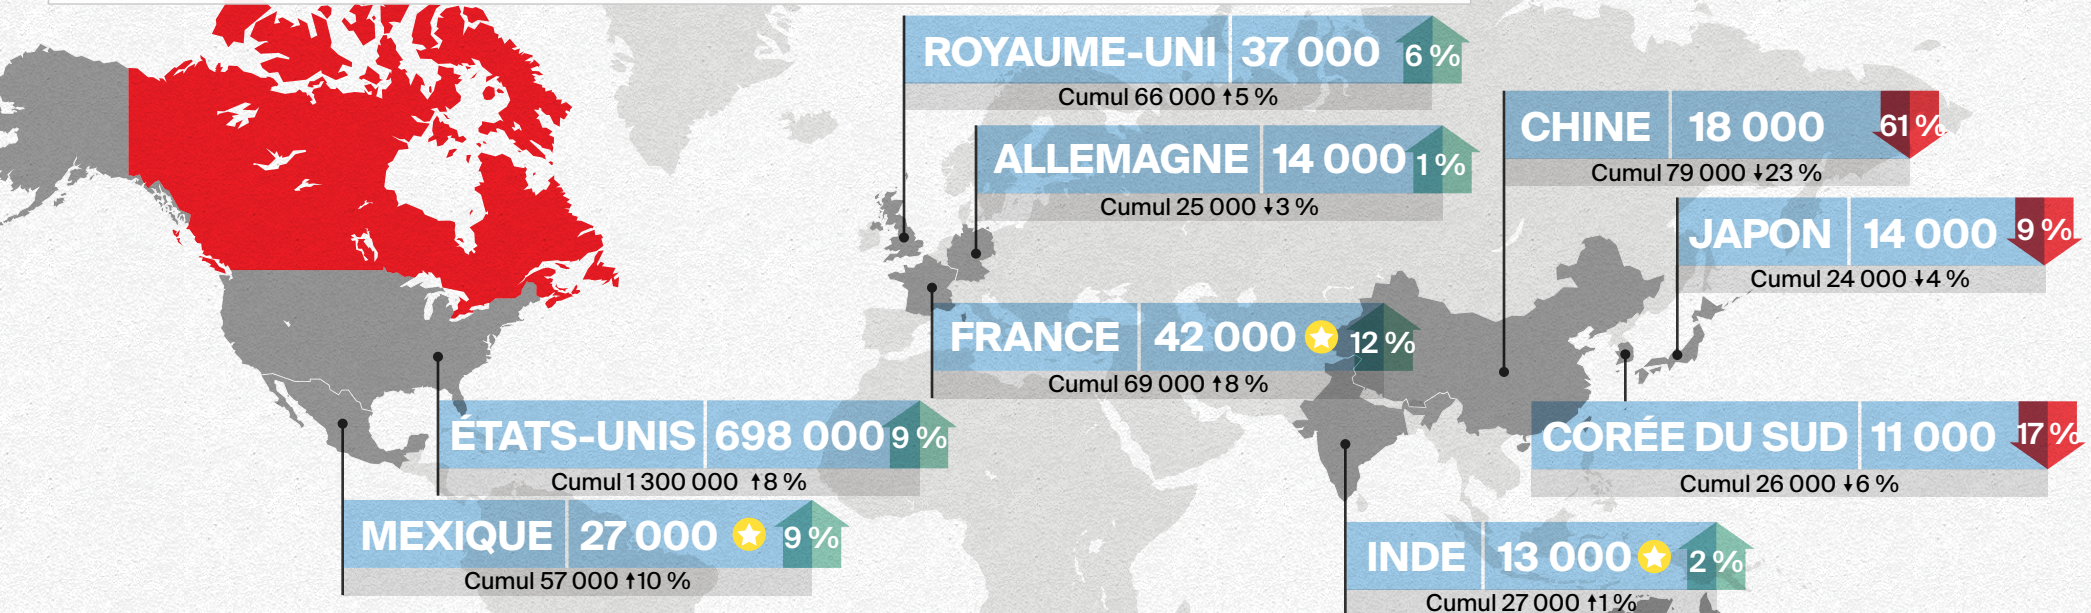 ROYAUME-UNI 37 000 6 %
Cumul 66 000 ↑5 %
ALLEMAGNE 14 000 1 %
Cumul 25 000 ↓3 %
CHINE 18 000 61 %
Cumul 79 000 ↓23 %
JAPON 14 000 9 %
Cumul 24 000 ↓4 %
FRANCE 42 000 12 %
Cumul 69 000 ↑8 %
ÉTATS-UNIS 698 000 9 %
Cumul 1 300 000 ↑8 %
CORÉE DU SUD 11 000 17 %
Cumul 26 000 ↓6 %
MEXIQUE 27 000 9 %
Cumul 57 000 ↑10 %
INDE 13 000 2 %
Cumul 27 000 ↑1 %